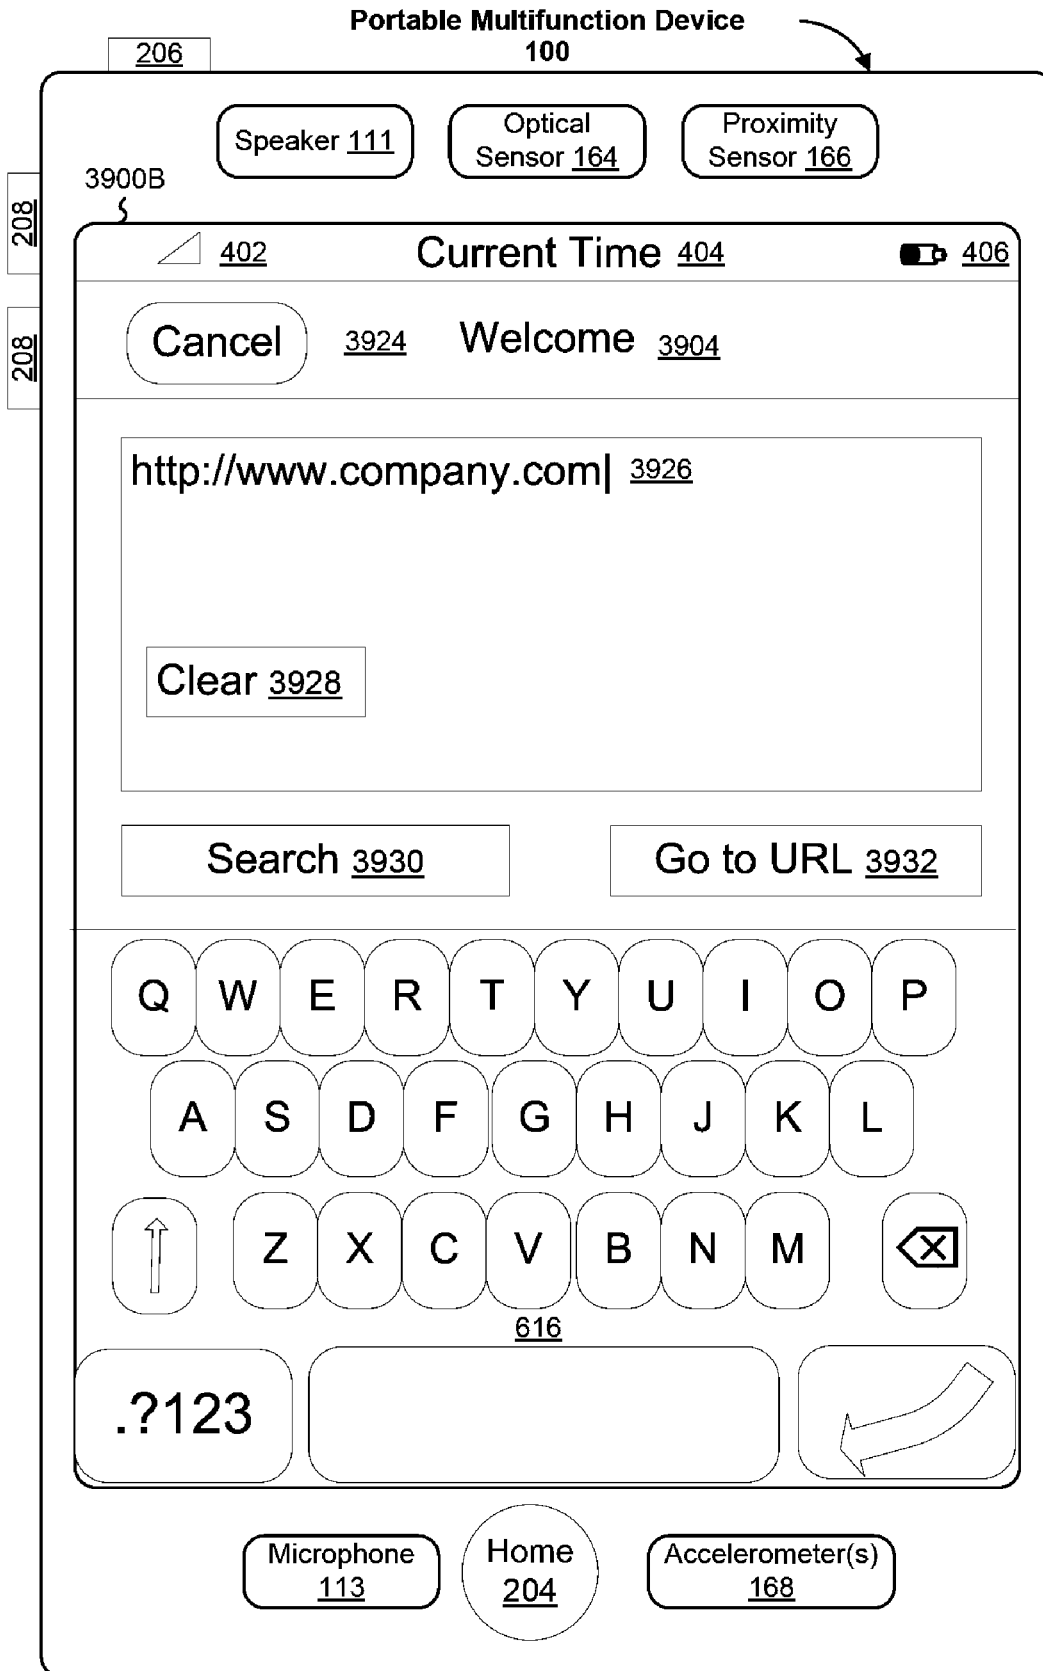 Portable Multifunction Device
100
206
Speaker 111
Optical
Sensor 164
Proximity
Sensor 166
3900B
208
208
402 Current Time 404 406
Cancel 3924 Welcome 3904
http://www.company.com| 3926
Clear 3928
Search 3930 Go to URL 3932
Q W E R T Y U I O P
A S D F G H J K L
Z X C V B N M
616
.?123
Microphone
113
Home
204
Accelerometer(s)
168